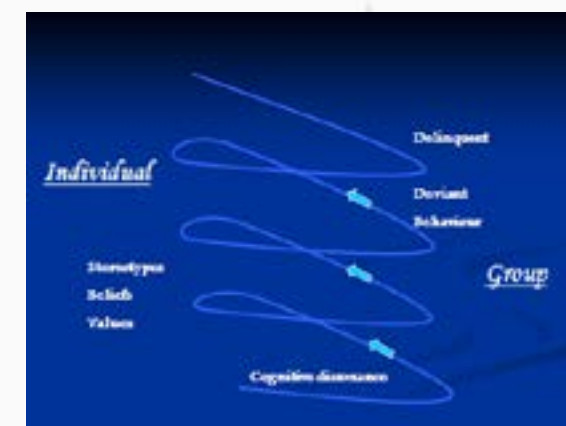 Delinquent
Individual
Deviant
Behaviour
Stereotypes
Beliefs
Values
Group
Cognitive dissonance